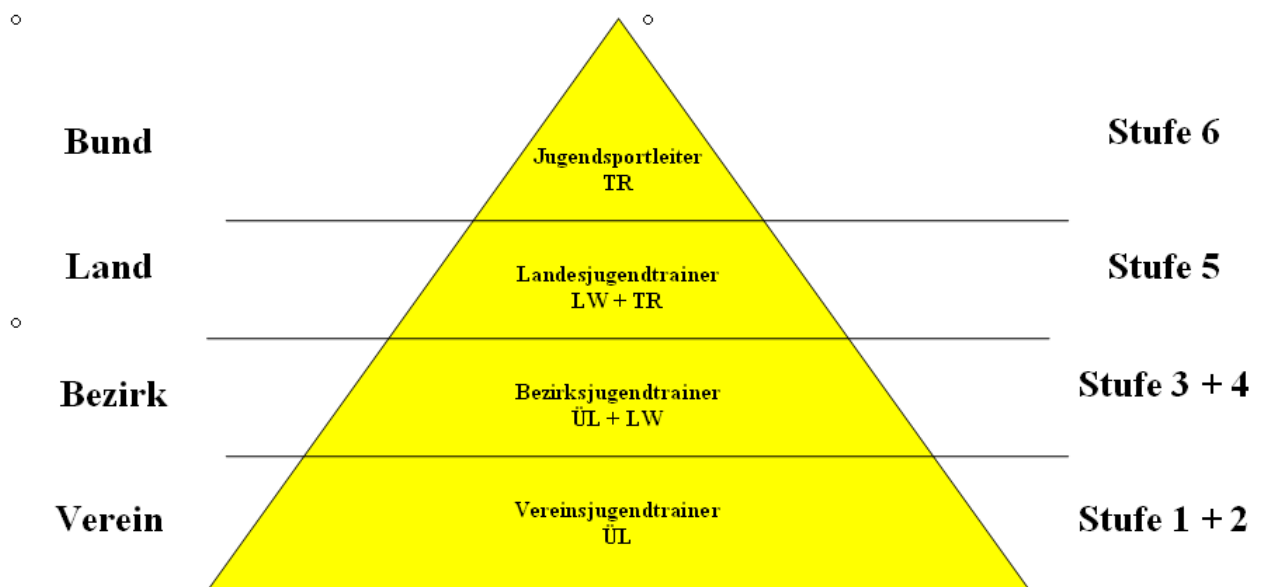 Bund
Jugendsportleiter
TR
Stufe 6
Land
Landesjugendtrainer
LW + TR
Stufe 5
Bezirk
Bezirksjugendtrainer
ÜL + LW
Stufe 3 + 4
Verein
Vereinsjugendtrainer
ÜL
Stufe 1 + 2